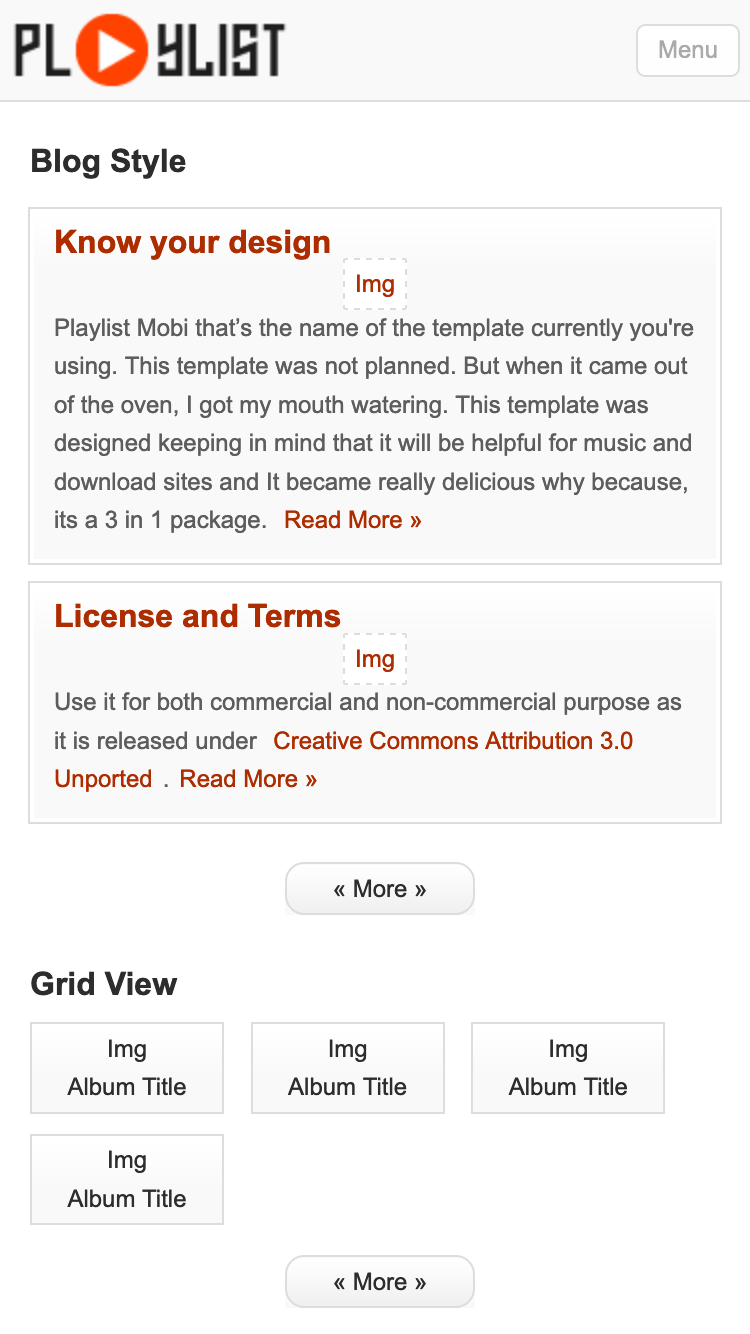 PLAYLIST
Menu
Blog Style
Know your design
Img
Playlist Mobi that’s the name of the template currently you're
using. This template was not planned. But when it came out
of the oven, I got my mouth watering. This template was
designed keeping in mind that it will be helpful for music and
download sites and It became really delicious why because,
its a 3 in 1 package. Read More »
License and Terms
Img
Use it for both commercial and non-commercial purpose as
it is released under Creative Commons Attribution 3.0
Unported . Read More »
« More »
Grid View
Img
Album Title
Img
Album Title
Img
Album Title
Img
Album Title
« More »